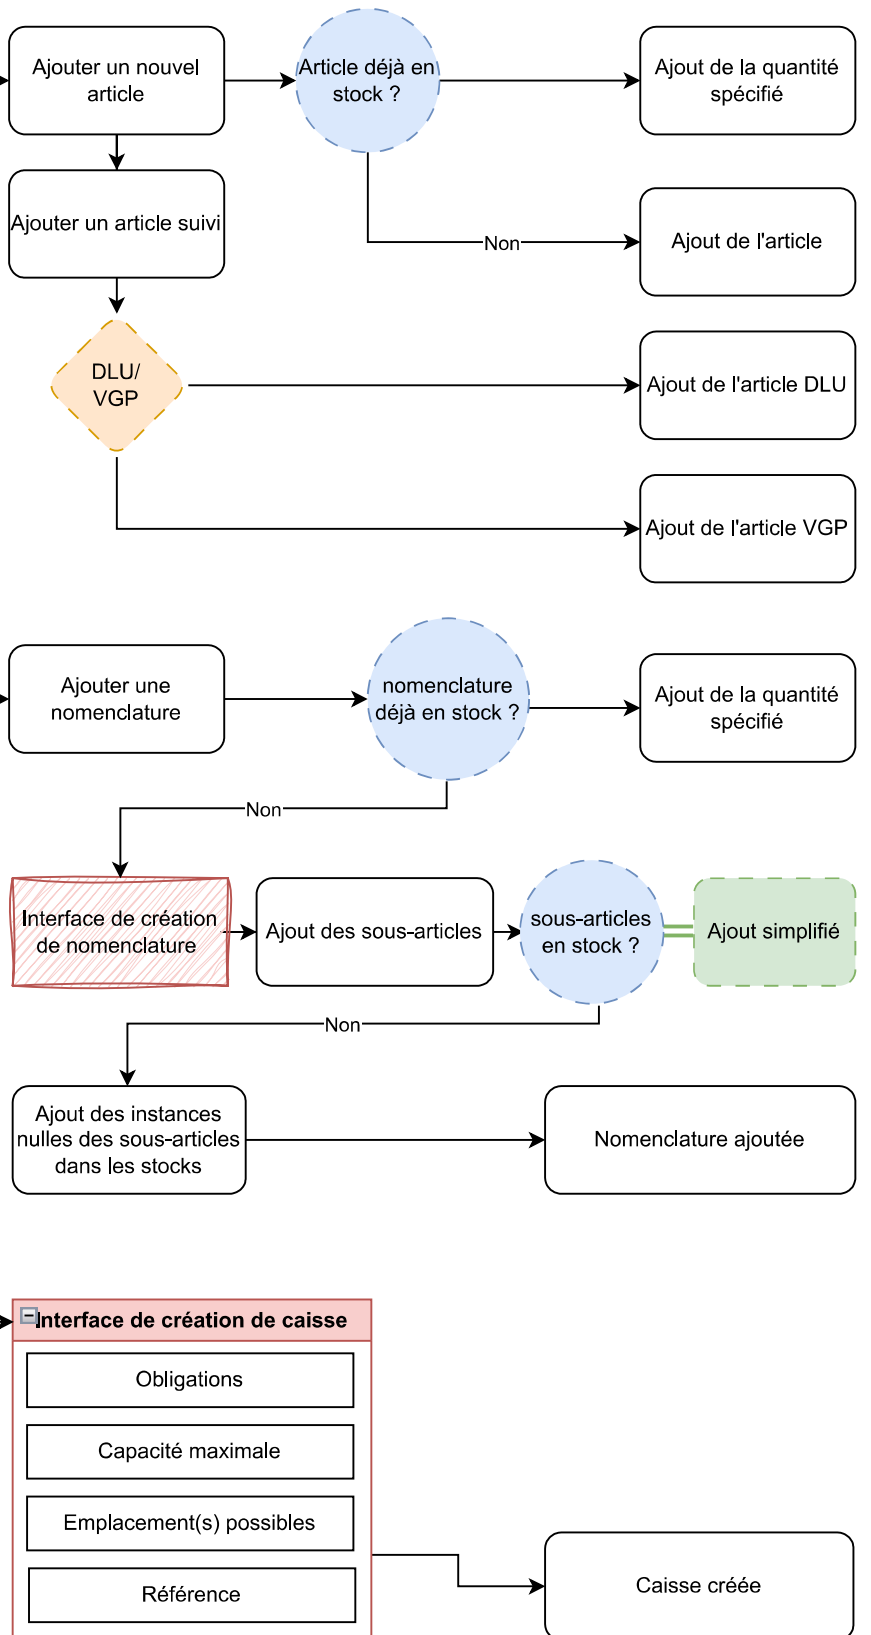 Ajouter un nouvel
article
Article déjà en
stock ?
Ajout de la quantité
spécifié
Ajouter un article suivi
Non
Ajout de l'article
DLU/
VGP
Ajout de l'article DLU
Ajout de l'article VGP
Ajouter une
nomenclature
nomenclature
déjà en stock ?
Ajout de la quantité
spécifié
Non
Interface de création
de nomenclature
Ajout des sous-articles
sous-articles
en stock ?
Ajout simplifié
Non
Ajout des instances
nulles des sous-articles
dans les stocks
Nomenclature ajoutée
Interface de création de caisse
Obligations
Capacité maximale
Emplacement(s) possibles
Référence
Caisse créée